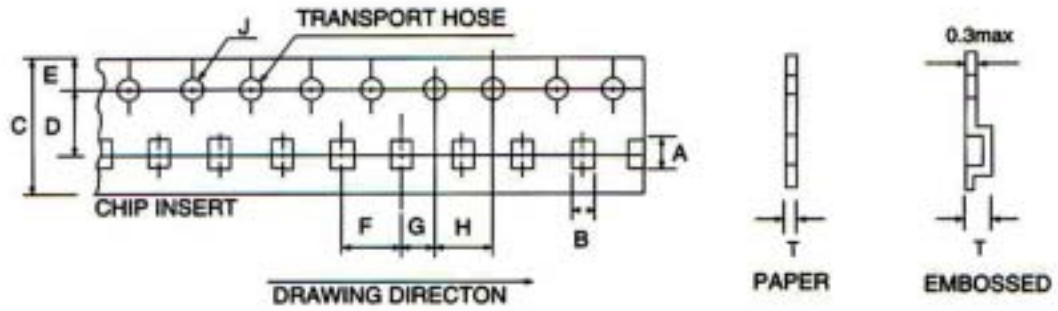 J
TRANSPORT HOSE
0.3max
E
C
D
A
CHIP INSERT
F
G
H
B
T
T
DRAWING DIRECTON
PAPER
EMBOSSED